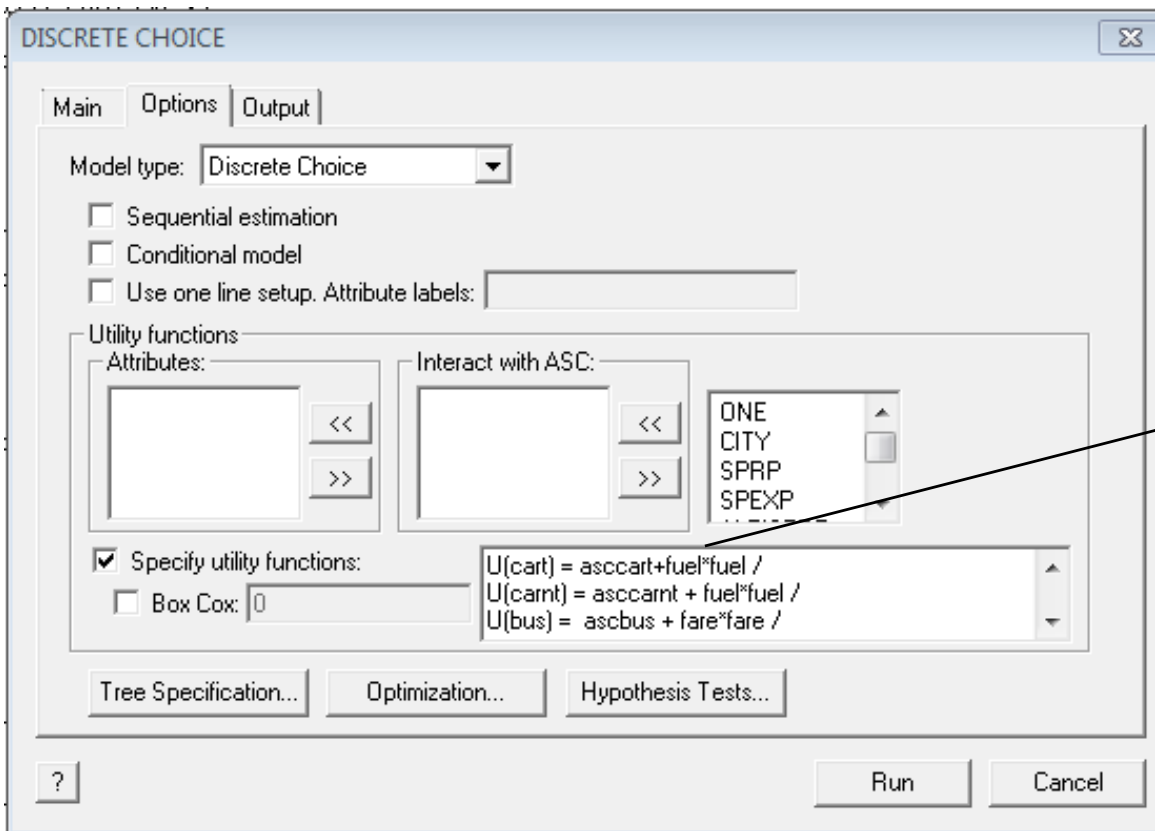 DISCRETE CHOICE
Main Options Output
Model type: Discrete Choice
Sequential estimation
Conditional model
Use one line setup. Attribute labels:
Utility functions
Attributes:
Interact with ASC:
<<
>>
<<
>>
ONE
CITY
SPRP
SPEXP
Specify utility functions:
Box Cox: 0
U(cart) = asccart+fuel*fuel /
U(carnt) = asccarnt + fuel*fuel /
U(bus) =  ascbus + fare*fare /
Tree Specification... Optimization... Hypothesis Tests...
? Run Cancel